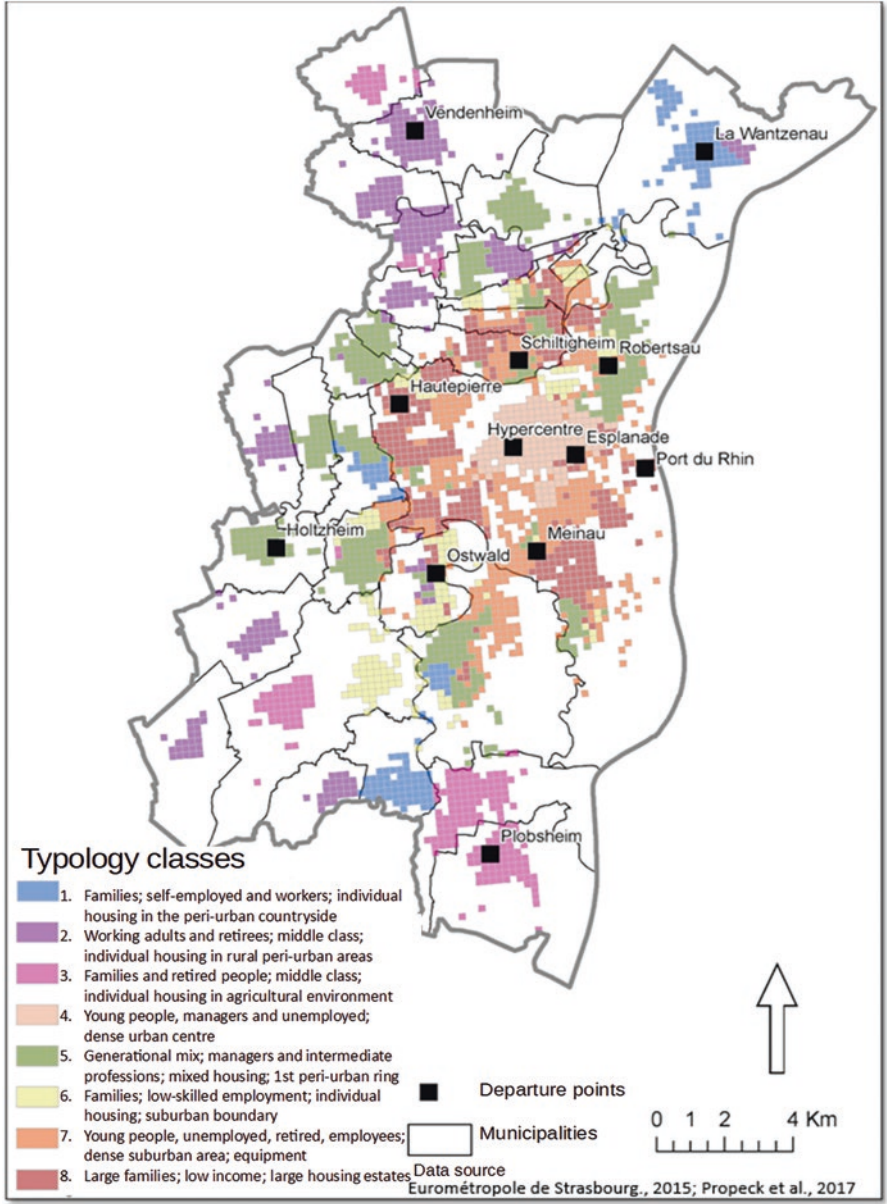 Vendenheim
La Wantzenau
Schiltigheim
Robertsau
Hautepierre
Hypercentre
Esplanade
Port du Rhin
Holtzheim
Meinau
Ostwald
Plobsheim
Typology classes
1. Families; self-employed and workers; individual
housing in the peri-urban countryside
2. Working adults and retirees; middle class;
individual housing in rural peri-urban areas
3. Families and retired people; middle class;
individual housing in agricultural environment
4. Young people, managers and unemployed;
dense urban centre
5. Generational mix; managers and intermediate
professions; mixed housing; 1st peri-urban ring
6. Families; low-skilled employment; individual
housing; suburban boundary
7. Young people, unemployed, retired, employees;
dense suburban area; equipment
8. Large families; low income; large housing estates
Departure points
Municipalities
0 1 2 4 Km
Data source
Eurométropole de Strasbourg., 2015; Propeck et al., 2017